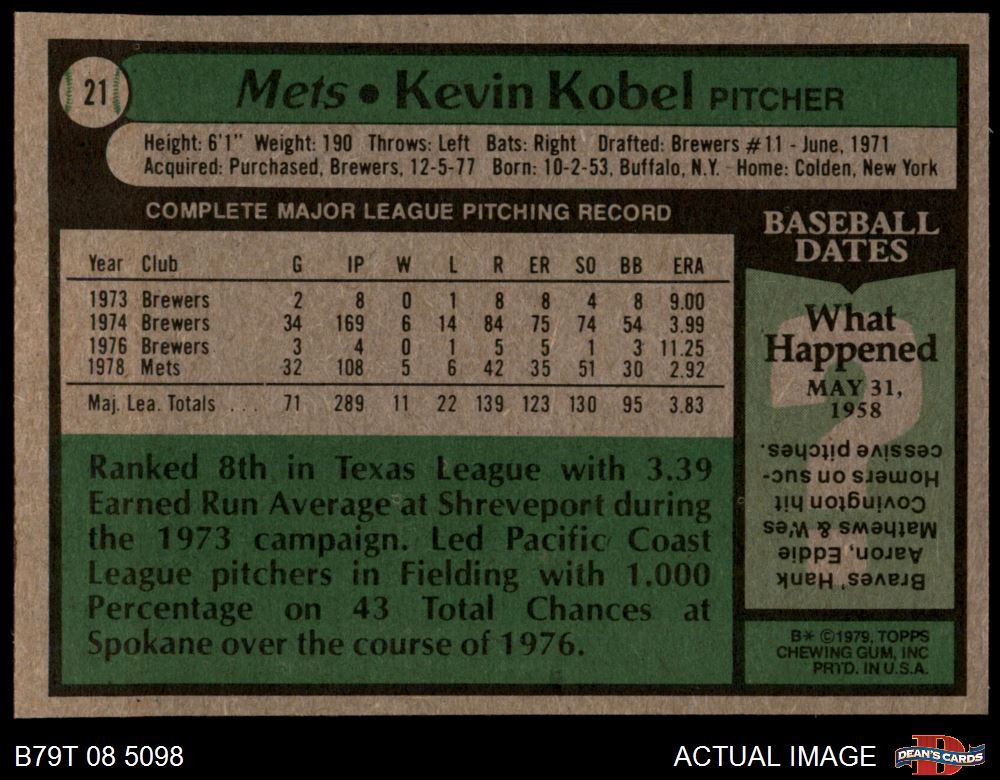 21
Mets • Kevin Kobel PITCHER
Height: 6'1" Weight: 190 Throws: Left Bats: Right Drafted: Brewers #11 - June, 1971
Acquired: Purchased, Brewers, 12-5-77 Born: 10-2-53, Buffalo, N.Y. Home: Colden, New York
COMPLETE MAJOR LEAGUE PITCHING RECORD
Year Club G IP W L R ER SO BB ERA
1973 Brewers 2 8 0 1 8 8 4 8 9.00
1974 Brewers 34 169 6 14 84 75 74 54 3.99
1976 Brewers 3 4 0 1 5 5 1 3 11.25
1978 Mets 32 108 5 6 42 35 51 30 2.92
Maj. Lea. Totals . . . 71 289 11 22 139 123 130 95 3.83
Ranked 8th in Texas League with 3.39
Earned Run Average at Shreveport during
the 1973 campaign. Led Pacific Coast
League pitchers in Fielding with 1.000
Percentage on 43 Total Chances at
Spokane over the course of 1976.
BASEBALL
DATES
What
Happened
MAY 31,
1958
Braves' Hank
Aaron, Eddie
Mathews & Wes
Covington hit
Homers on suc-
cessive pitches.
B* ©1979, TOPPS
CHEWING GUM, INC
PRTD. IN U.S.A.
B79T 08 5098
ACTUAL IMAGE
D
DEAN'S CARDS